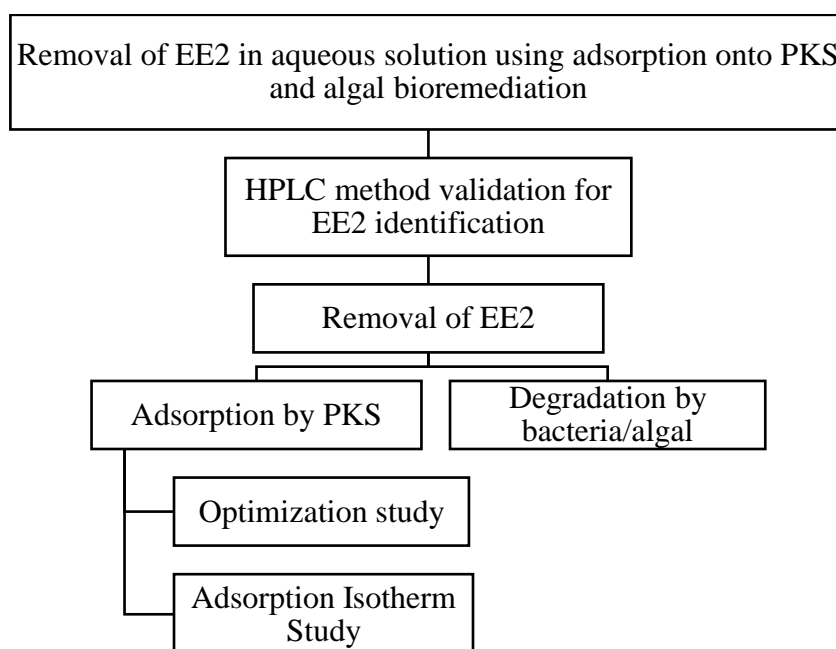 Removal of EE2 in aqueous solution using adsorption onto PKS
and algal bioremediation
HPLC method validation for
EE2 identification
Removal of EE2
Adsorption by PKS
Degradation by
bacteria/algal
Optimization study
Adsorption Isotherm
Study